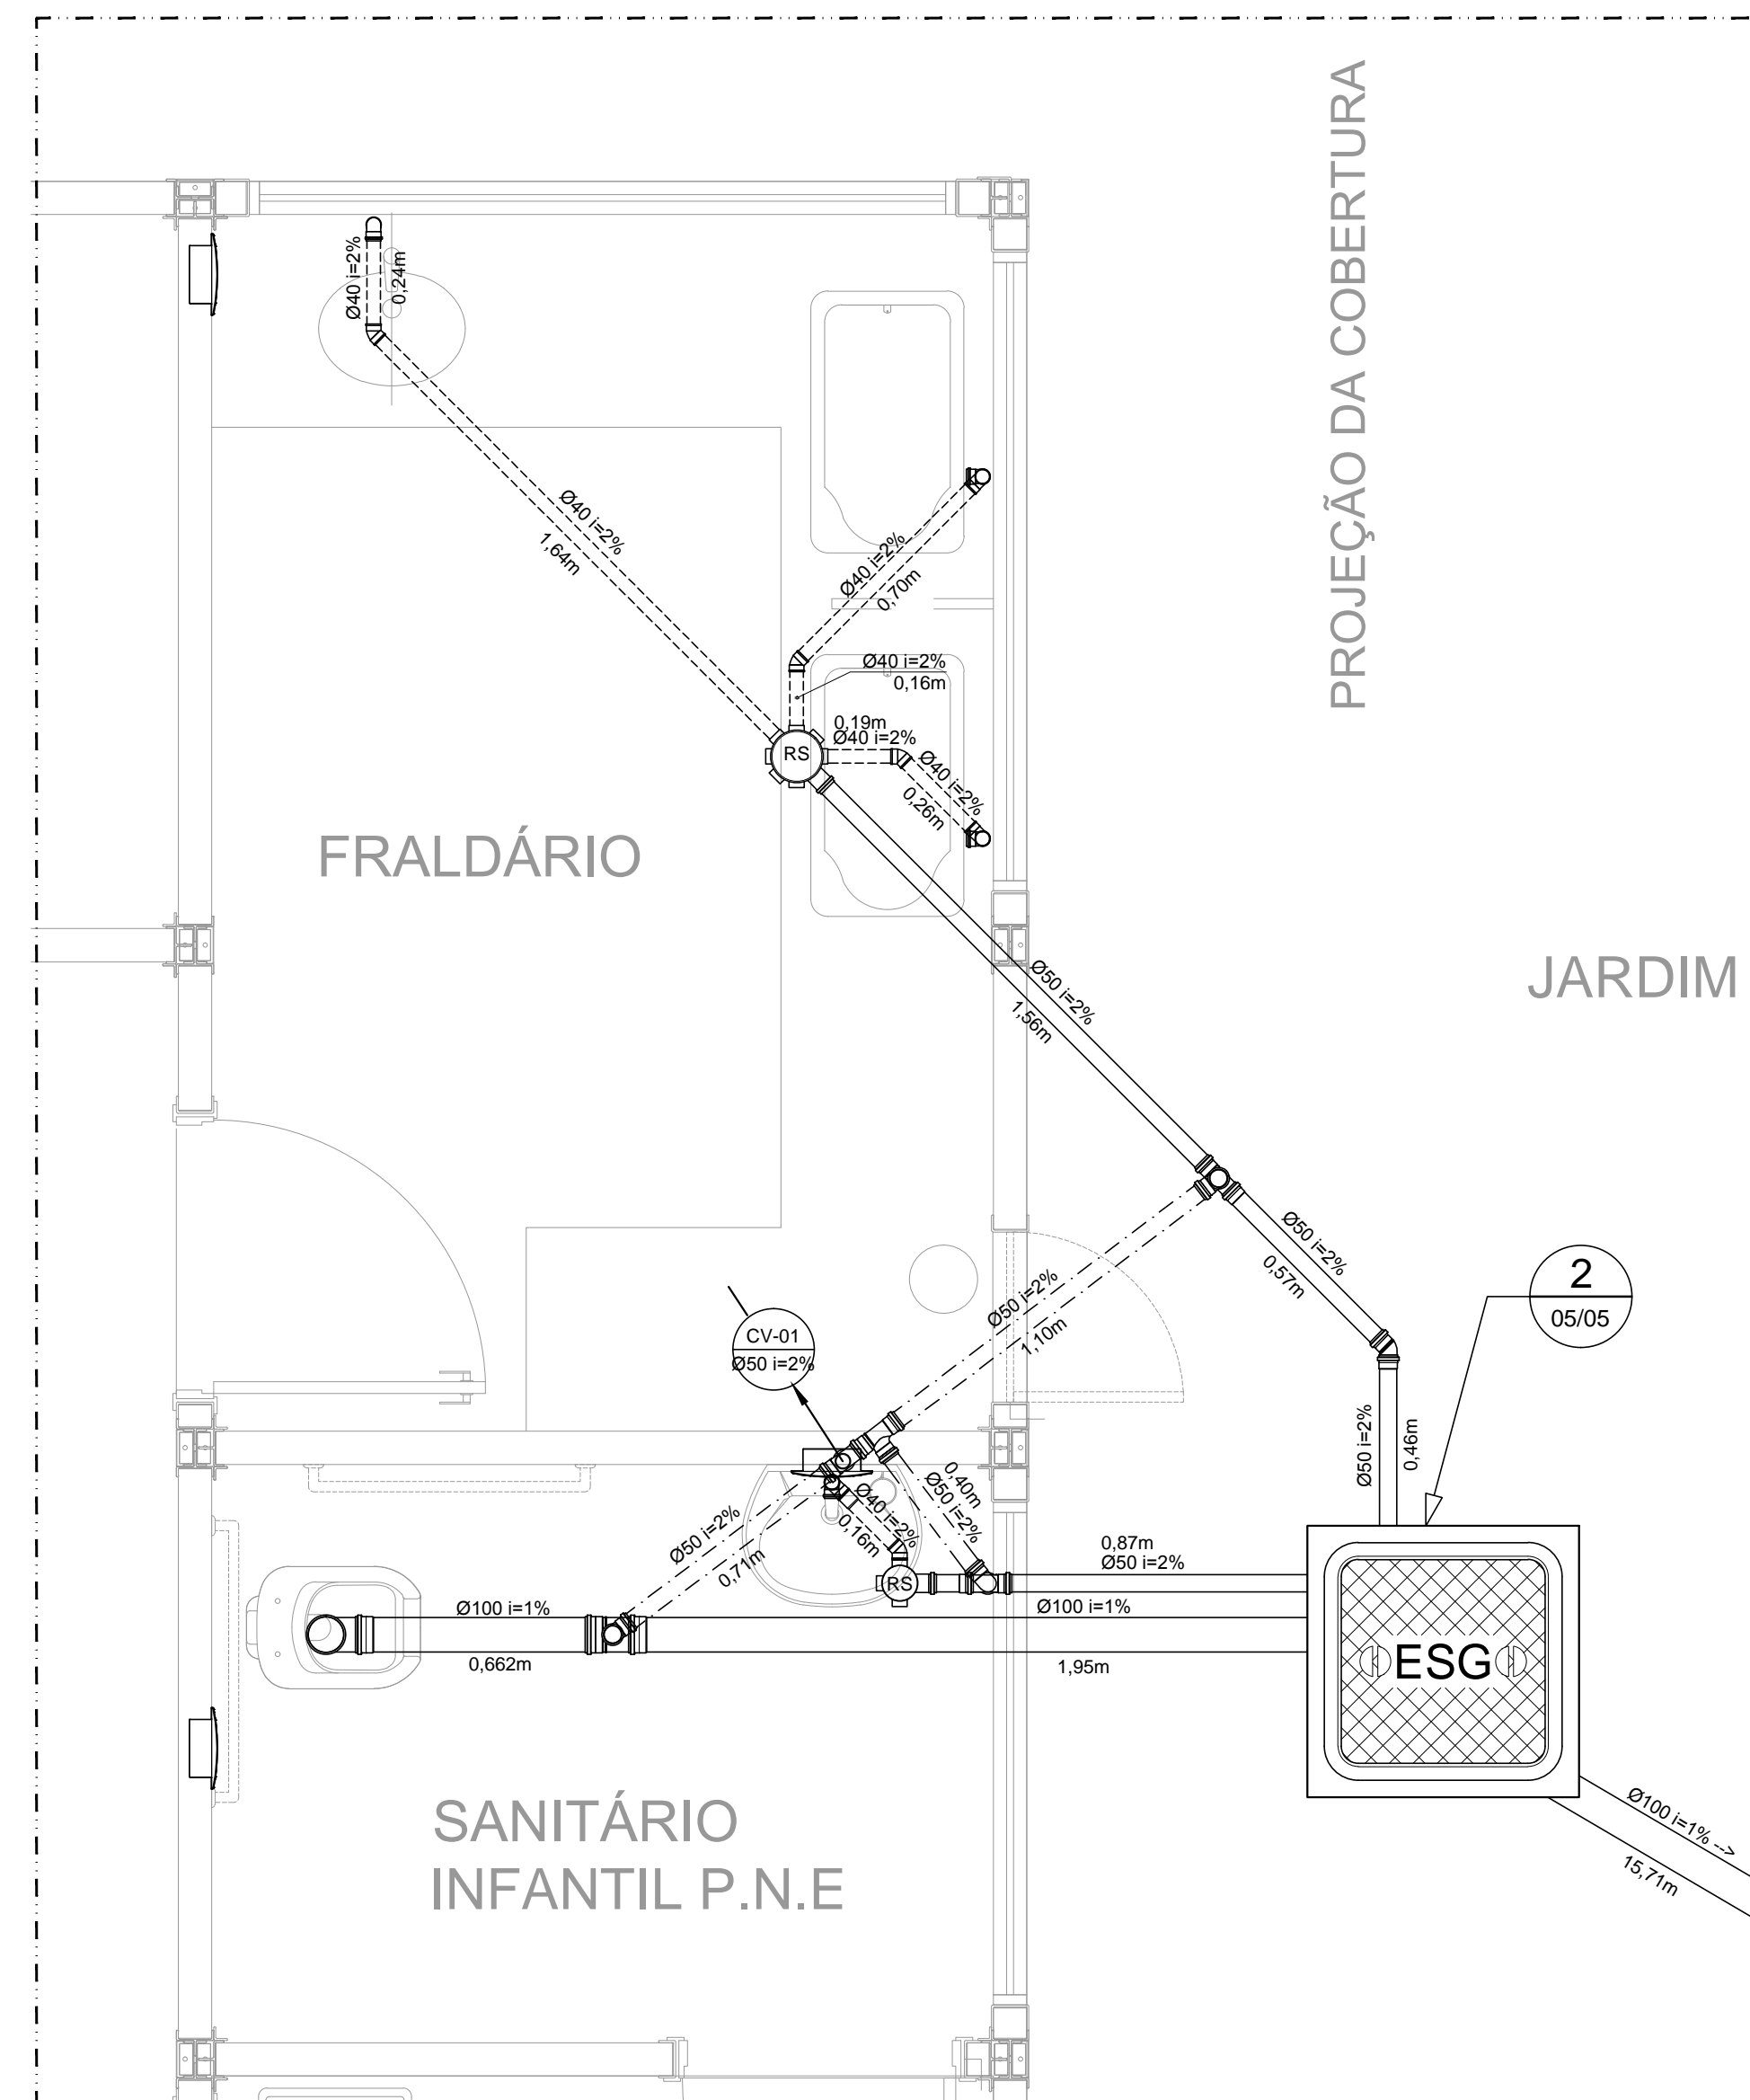 PROJEÇÃO DA COBERTURA
Ø40 i=2%
0,24m
Ø40 i=2%
1,64m
Ø40 i=2%
0,70m
Ø40 i=2%
0,16m
0,19m
Ø40 i=2%
RS
Ø40 i=2%
0,26m
FRALDÁRIO
JARDIM
Ø50 i=2%
1,56m
Ø50 i=2%
0,57m
2
05/05
Ø50 i=2%
1,10m
CV-01
Ø50 i=2%
Ø50 i=2%
0,46m
0,40m
Ø50 i=2%
Ø40 i=2%
0,16m
Ø50 i=2%
0,71m
0,87m
Ø50 i=2%
RS
Ø100 i=1%
0,662m
Ø100 i=1%
1,95m
ESG
Ø100 i=1% -->
15,71m
SANITÁRIO
INFANTIL P.N.E